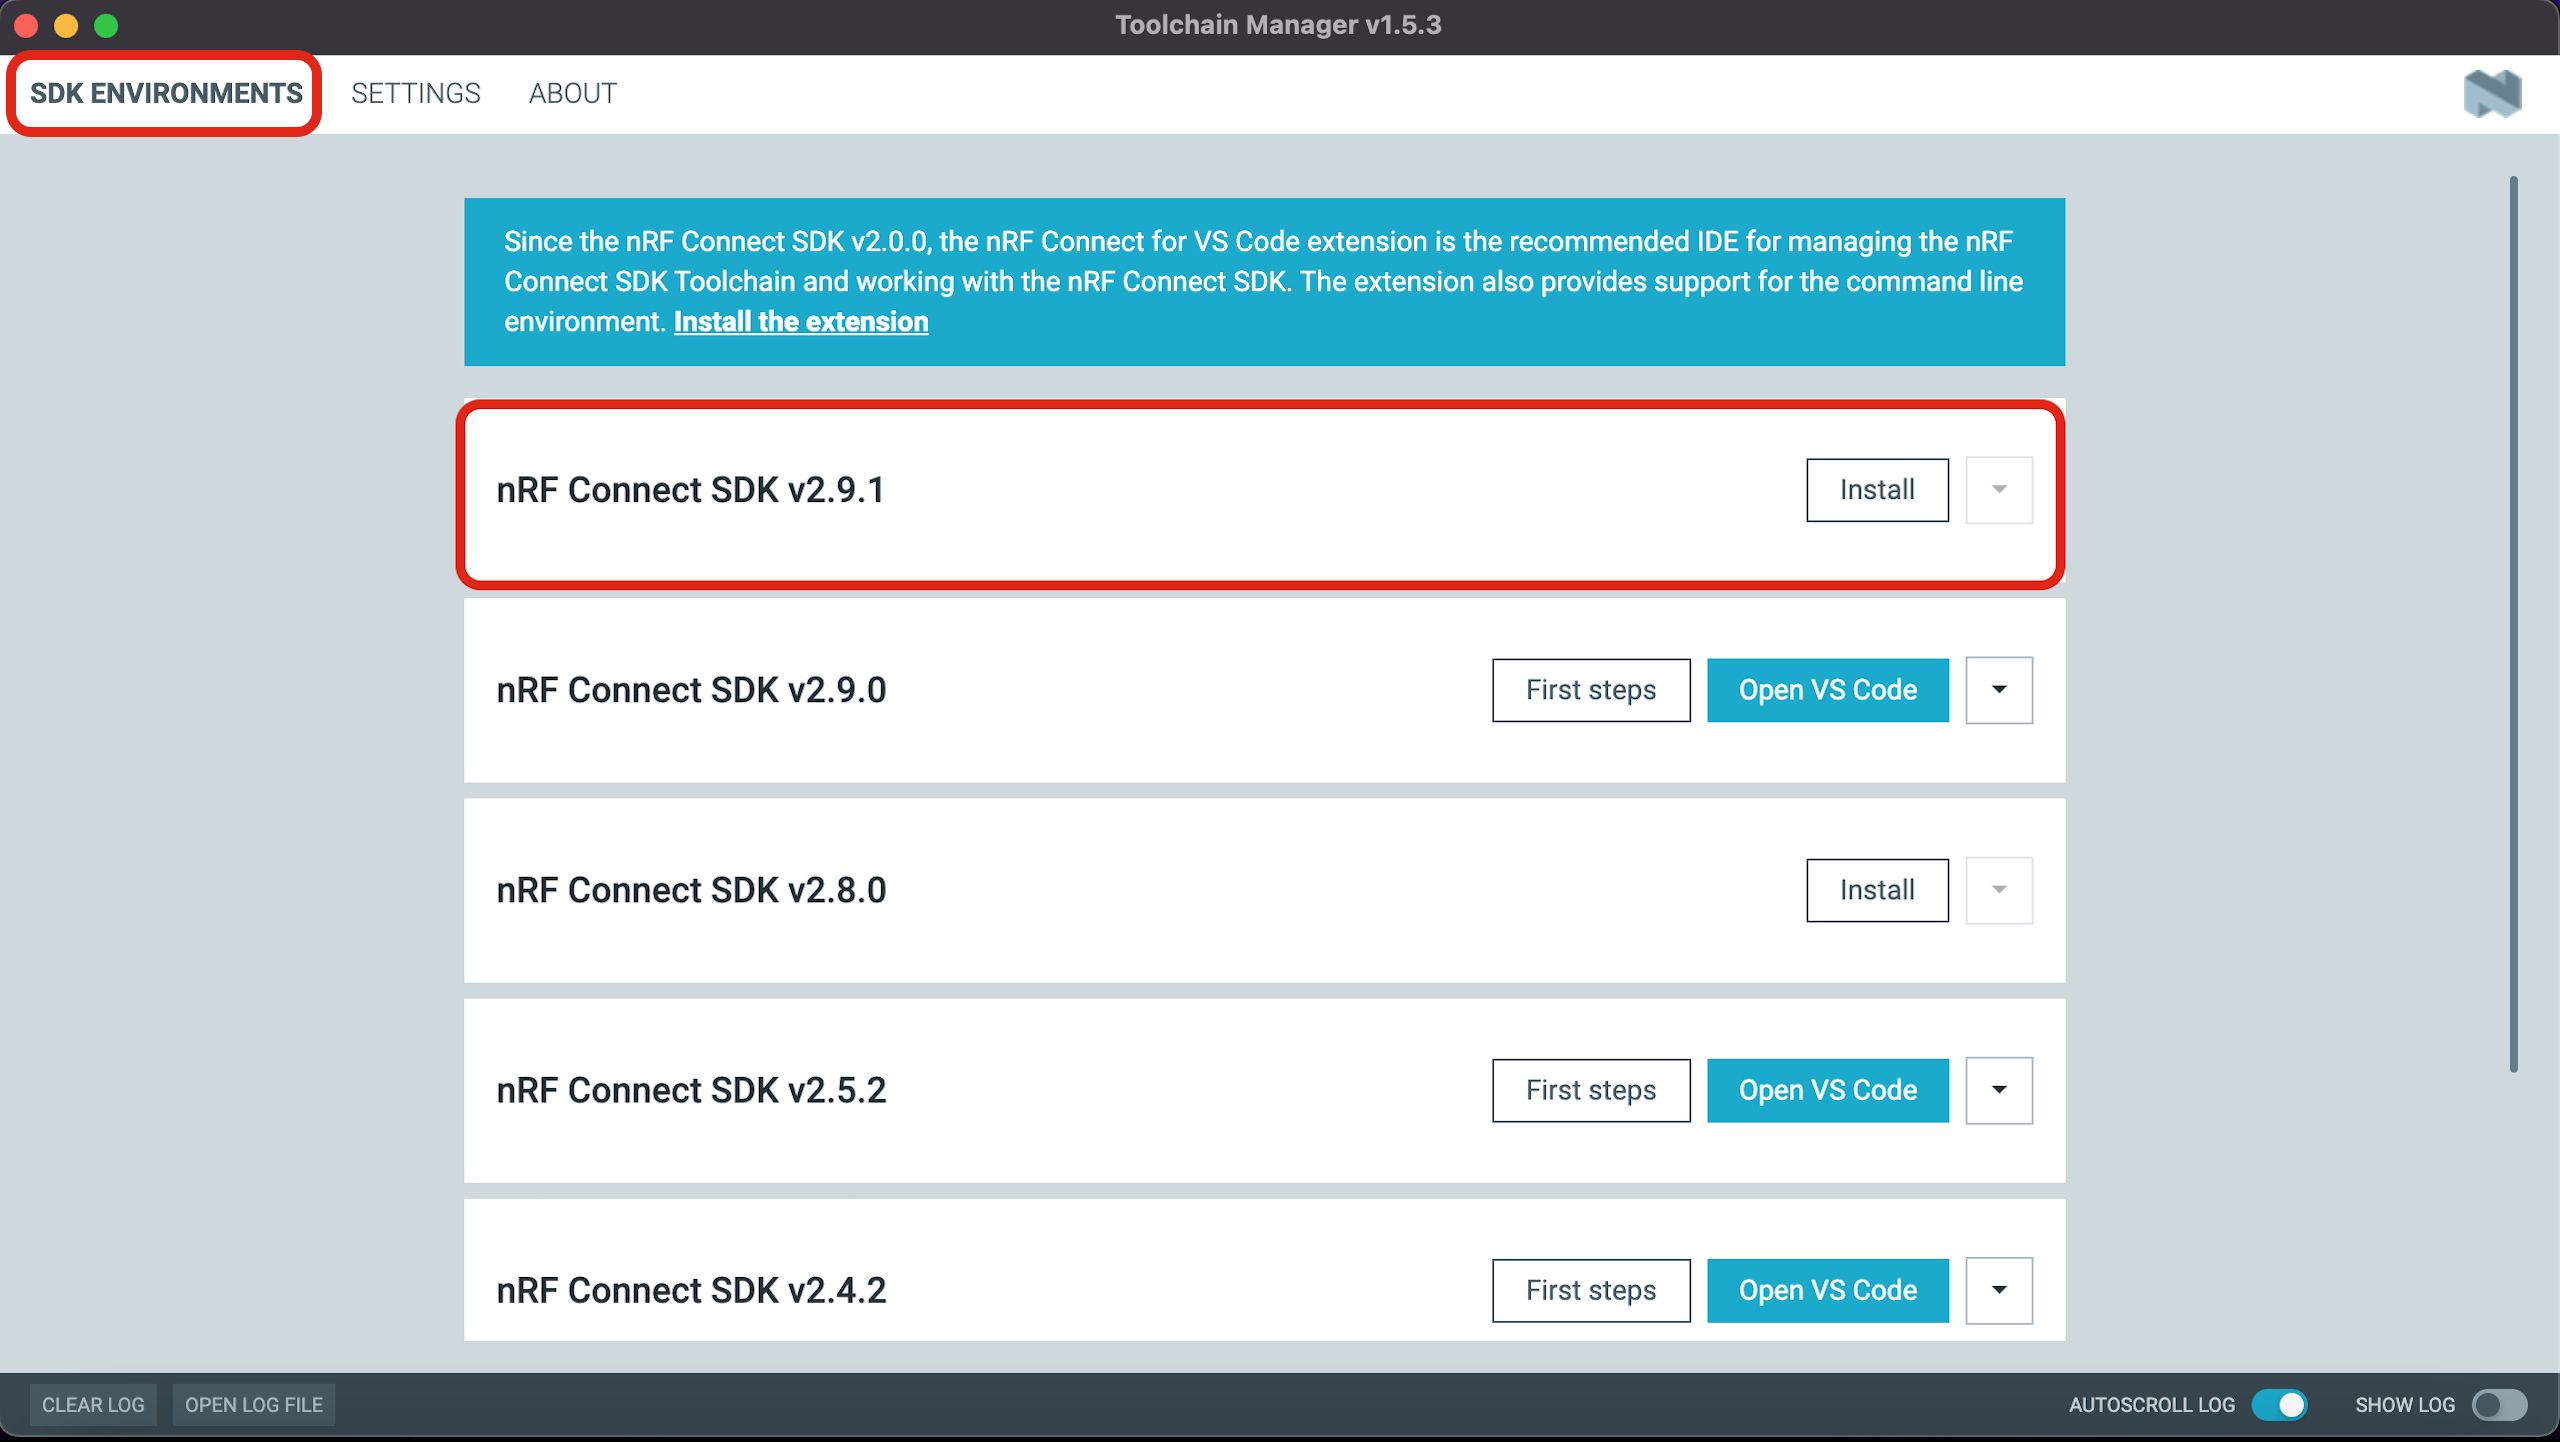 Toolchain Manager v1.5.3
SDK ENVIRONMENTS SETTINGS ABOUT
Since the nRF Connect SDK v2.0.0, the nRF Connect for VS Code extension is the recommended IDE for managing the nRF
Connect SDK Toolchain and working with the nRF Connect SDK. The extension also provides support for the command line
environment. Install the extension
nRF Connect SDK v2.9.1 Install
nRF Connect SDK v2.9.0 First steps Open VS Code
nRF Connect SDK v2.8.0 Install
nRF Connect SDK v2.5.2 First steps Open VS Code
nRF Connect SDK v2.4.2 First steps Open VS Code
CLEAR LOG OPEN LOG FILE AUTOSCROLL LOG SHOW LOG